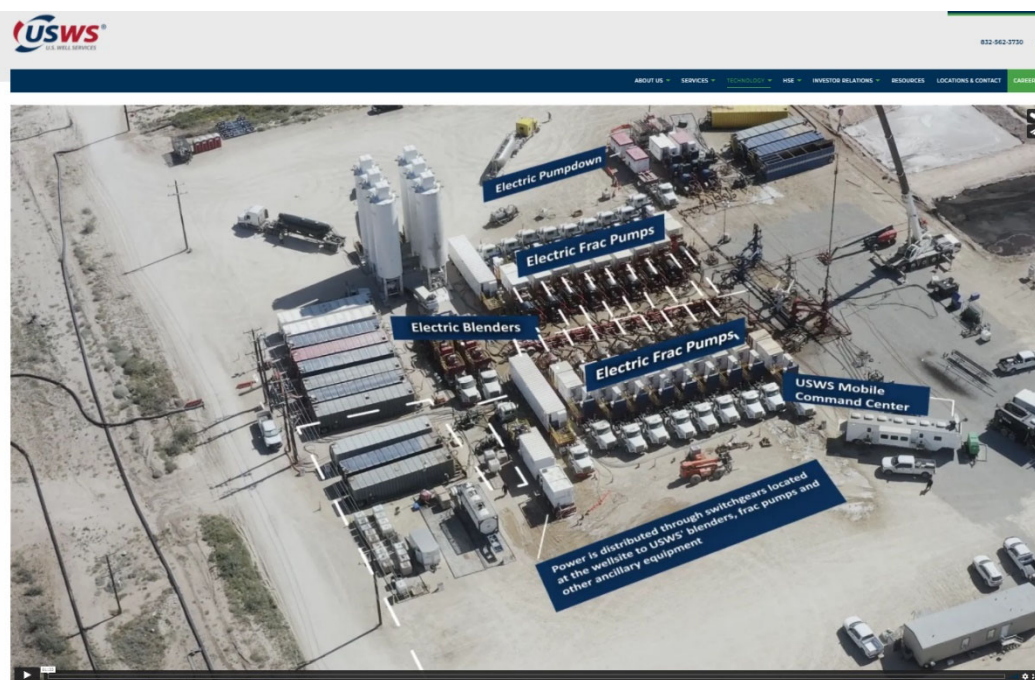 USWS®
U.S. WELL SERVICES
832-562-3730
ABOUT US SERVICES TECHNOLOGY HSE INVESTOR RELATIONS RESOURCES LOCATIONS & CONTACT CAREER
Electric Pumpdown
Electric Frac Pumps
Electric Blenders
Electric Frac Pumps
USWS Mobile
Command Center
Power is distributed through switchgears located
at the wellsite to USWS' blenders, frac pumps and
other ancillary equipment